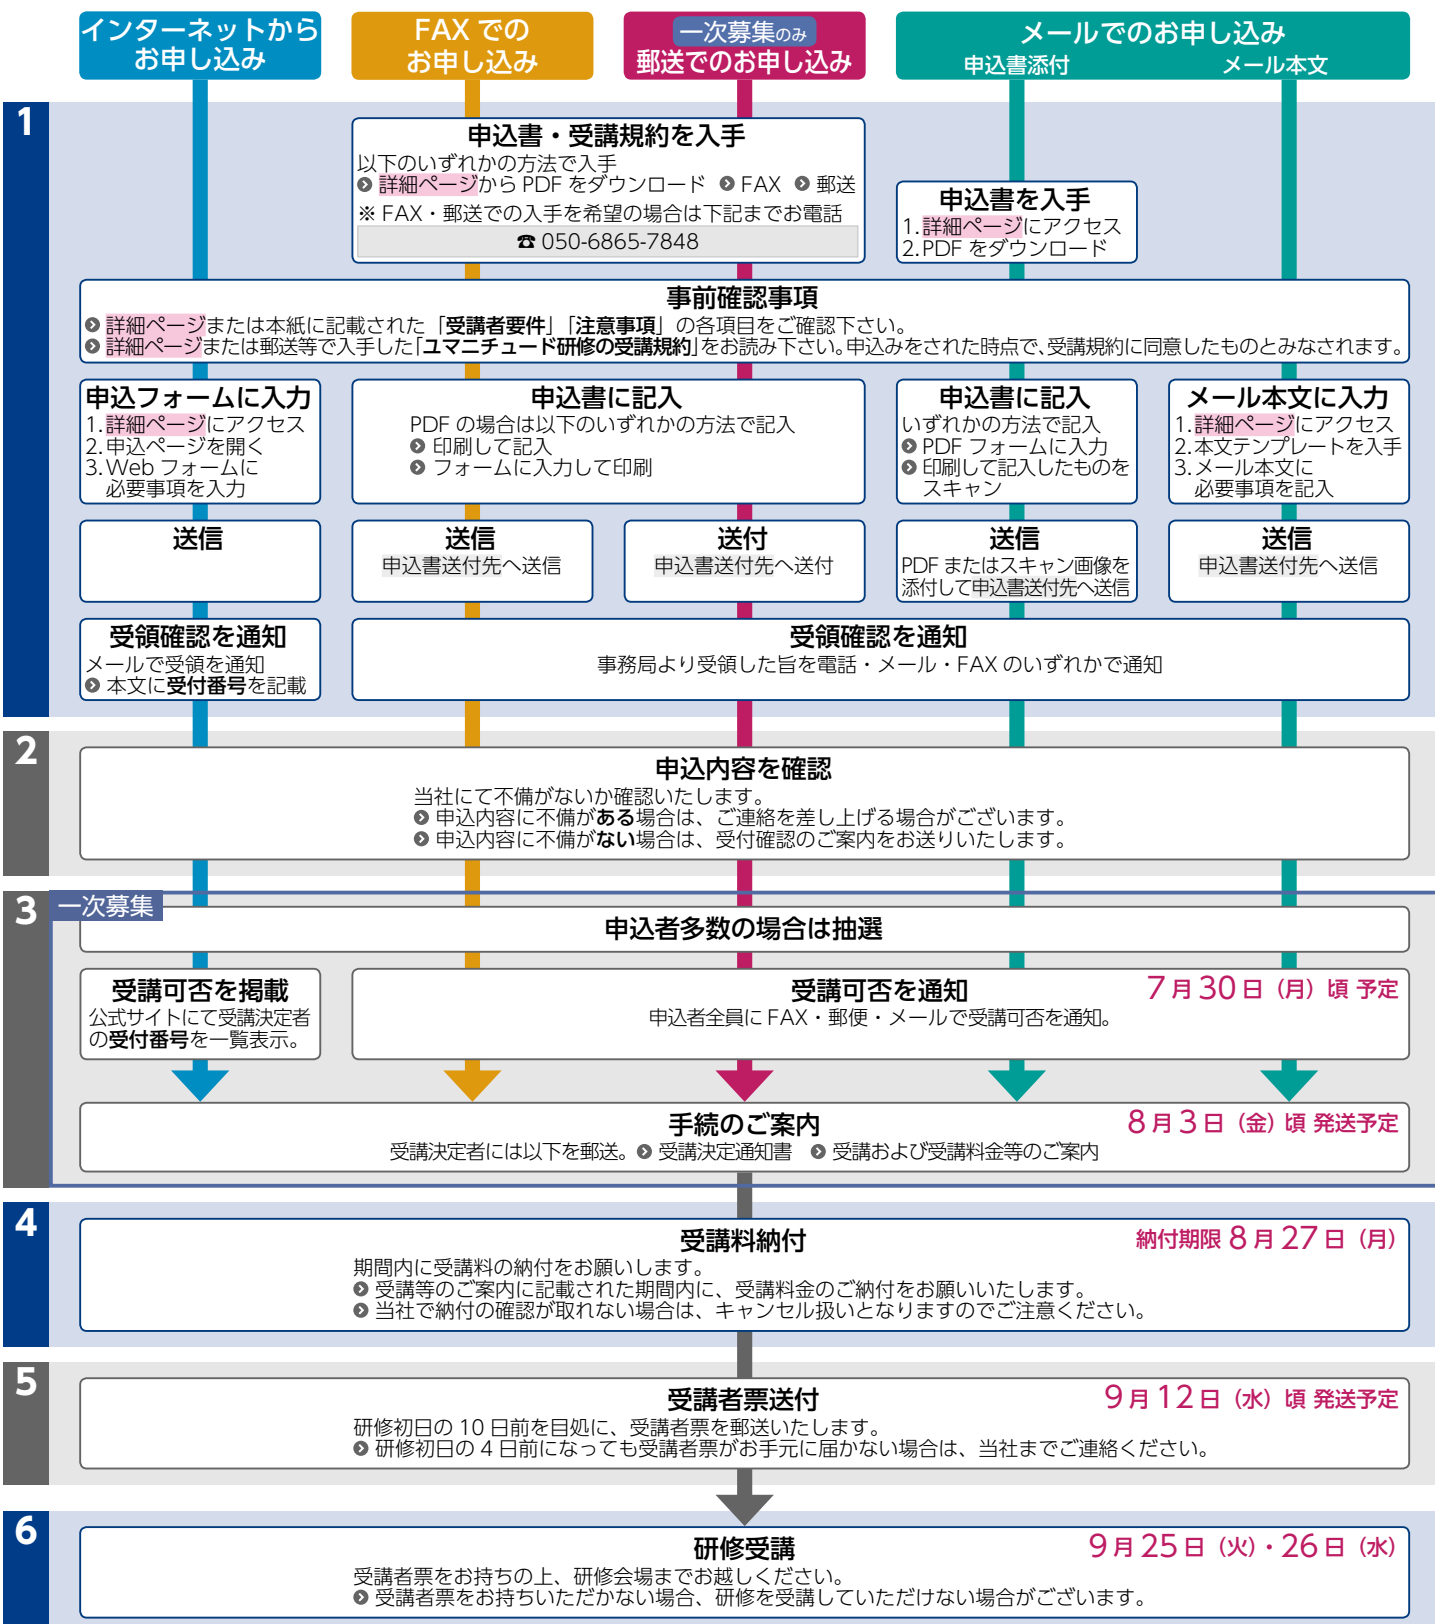 インターネットから
お申し込み
FAX での
お申し込み
一次募集のみ
郵送でのお申し込み
メールでのお申し込み
申込書添付
メール本文
1
申込書・受講規約を入手
以下のいずれかの方法で入手
詳細ページから PDF をダウンロード FAX 郵送
※ FAX・郵送での入手を希望の場合は下記までお電話
☎ 050-6865-7848
申込書を入手
1. 詳細ページにアクセス
2. PDF をダウンロード
事前確認事項
詳細ページまたは本紙に記載された「受講者要件」「注意事項」の各項目をご確認下さい。
詳細ページまたは郵送等で入手した「ユマニチュード研修の受講規約」をお読み下さい。申込みをされた時点で、受講規約に同意したものとみなされます。
申込フォームに入力
1. 詳細ページにアクセス
2. 申込ページを開く
3. Web フォームに
必要事項を入力
申込書に記入
PDF の場合は以下のいずれかの方法で記入
印刷して記入
フォームに入力して印刷
申込書に記入
いずれかの方法で記入
PDF フォームに入力
印刷して記入したものを
スキャン
メール本文に入力
1. 詳細ページにアクセス
2. 本文テンプレートを入手
3. メール本文に
必要事項を記入
送信
送信
申込書送付先へ送信
送付
申込書送付先へ送付
送信
PDF またはスキャン画像を
添付して申込書送付先へ送信
送信
申込書送付先へ送信
受領確認を通知
メールで受領を通知
本文に受付番号を記載
受領確認を通知
事務局より受領した旨を電話・メール・FAX のいずれかで通知
2
申込内容を確認
当社にて不備がないか確認いたします。
申込内容に不備がある場合は、ご連絡を差し上げる場合がございます。
申込内容に不備がない場合は、受付確認のご案内をお送りいたします。
3
一次募集
申込者多数の場合は抽選
受講可否を掲載
公式サイトにて受講決定者
の受付番号を一覧表示。
受講可否を通知
7月30日（月）頃 予定
申込者全員に FAX・郵便・メールで受講可否を通知。
手続のご案内
8月3日（金）頃 発送予定
受講決定者には以下を郵送。 受講決定通知書 受講および受講料金等のご案内
4
受講料納付
納付期限 8月27日（月）
期間内に受講料の納付をお願いします。
受講等のご案内に記載された期間内に、受講料金のご納付をお願いいたします。
当社で納付の確認が取れない場合は、キャンセル扱いとなりますのでご注意ください。
5
受講者票送付
9月12日（水）頃 発送予定
研修初日の 10 日前を目処に、受講者票を郵送いたします。
研修初日の 4 日前になっても受講者票がお手元に届かない場合は、当社までご連絡ください。
6
研修受講
9月25日（火）・26日（水）
受講者票をお持ちの上、研修会場までお越しください。
受講者票をお持ちいただかない場合、研修を受講していただけない場合がございます。